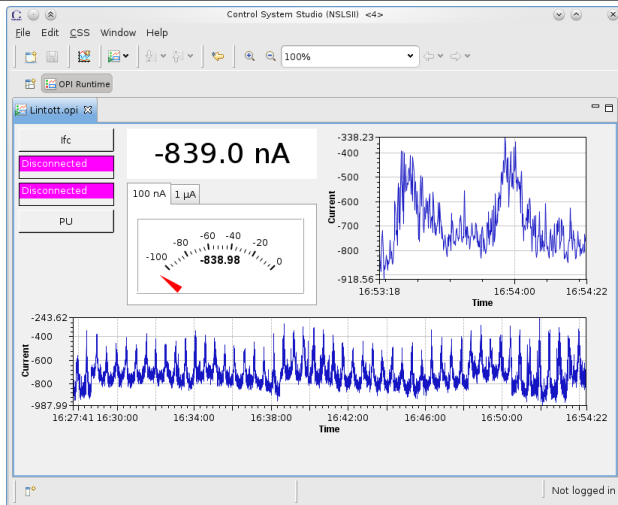 Control System Studio (NSLSII) <4>
File Edit CSS Window Help
100%
OPI Runtime
Lintott.opi
Ifc
Disconnected
Disconnected
PU
-839.0 nA
100 nA 1 µA
-100 -80 -60 -40 -20 0
-838.98
Current
-338.23
-400
-500
-600
-700
-800
-918.56
16:53:18 16:54:00 16:54:22
Time
Current
-243.62
-400
-600
-800
-987.99
16:27:41 16:30:00 16:34:00 16:42:00 16:46:00 16:50:00 16:54:22
Time
Not logged in